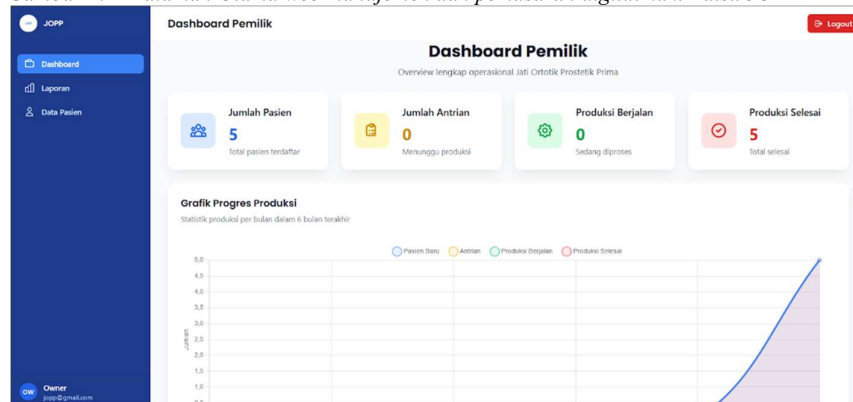 JOPP
Dashboard Pemilik
Logout
Dashboard
Laporan
Data Pasien
Dashboard Pemilik
Overview lengkap operasional Jati Ortotik Prostetik Prima
Jumlah Pasien
5
Total pasien terdaftar
Jumlah Antrian
0
Menunggu produksi
Produksi Berjalan
0
Sedang diproses
Produksi Selesai
5
Total selesai
Grafik Progres Produksi
Statistik produksi per bulan dalam 6 bulan terakhir
Pasien Baru Antrian Produksi Berjalan Produksi Selesai
5,0
4,5
4,0
3,5
3,0
2,5
2,0
1,5
1,0
Jumlah
OW
Owner
jopp@gmail.com